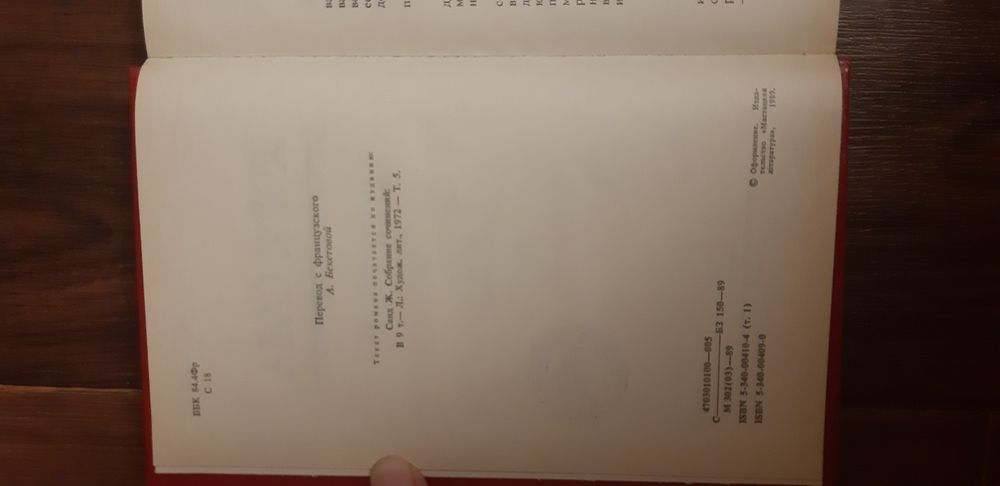 ББК 84.4Фр
С 18
Перевод с французского
А. Бекетовой
Текст романа печатается по изданию:
Санд Ж. Собрание сочинений:
В 9 т.— Л.: Худож. лит., 1972 — Т. 5.
4703010100—005
С————————БЗ 150—89
М 302(03)—89
ISBN 5-340-00410-4 (т. 1)
ISBN 5-340-00409-0
© Оформление. Изда-
тельство «Мастацкая
літаратура», 1989.